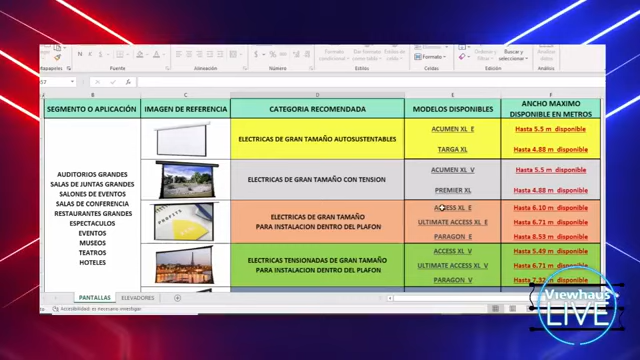 SEGMENTO O APLICACIÓN
IMAGEN DE REFERENCIA
CATEGORIA RECOMENDADA
MODELOS DISPONIBLES
ANCHO MAXIMO
DISPONIBLE EN METROS
AUDITORIOS GRANDES
SALAS DE JUNTAS GRANDES
SALONES DE EVENTOS
SALAS DE CONFERENCIA
RESTAURANTES GRANDES
ESPECTACULOS
EVENTOS
MUSEOS
TEATROS
HOTELES
ELECTRICAS DE GRAN TAMAÑO AUTOSUSTENTABLES
ACUMEN XL E
Hasta 5.5 m disponible
TARGA XL
Hasta 4.88 m disponible
ELECTRICAS DE GRAN TAMAÑO CON TENSION
ACUMEN XL V
Hasta 5.5 m disponible
PREMIER XL
Hasta 4.88 m disponible
ELECTRICAS DE GRAN TAMAÑO
PARA INSTALACION DENTRO DEL PLAFON
ACCESS XL E
Hasta 6.10 m disponible
ULTIMATE ACCESS XL E
Hasta 6.71 m disponible
PARAGON E
Hasta 8.53 m disponible
ELECTRICAS TENSIONADAS DE GRAN TAMAÑO
PARA INSTALACION DENTRO DEL PLAFON
ACCESS XL V
Hasta 5.49 m disponible
ULTIMATE ACCESS XL V
Hasta 6.71 m disponible
PARAGON V
Hasta 7.32 m
PANTALLAS
ELEVADORES
Viewhaus
LIVE